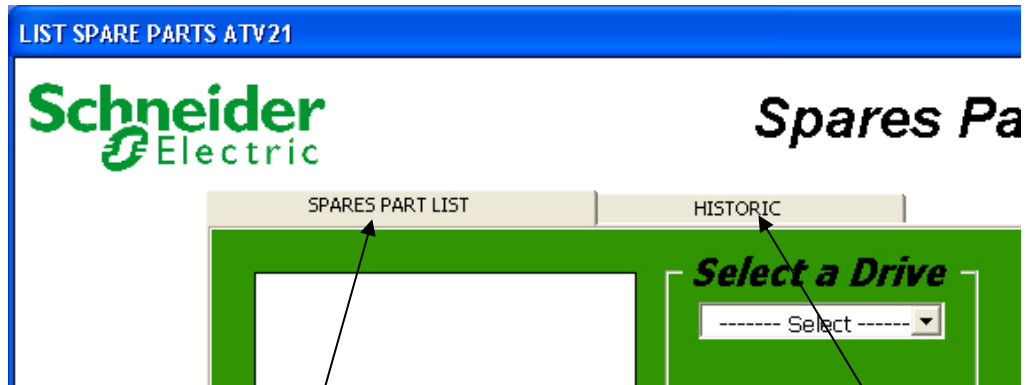 LIST SPARE PARTS ATV21
Schneider
Electric
Spares Pa
SPARES PART LIST
HISTORIC
Select a Drive
------- Select ------